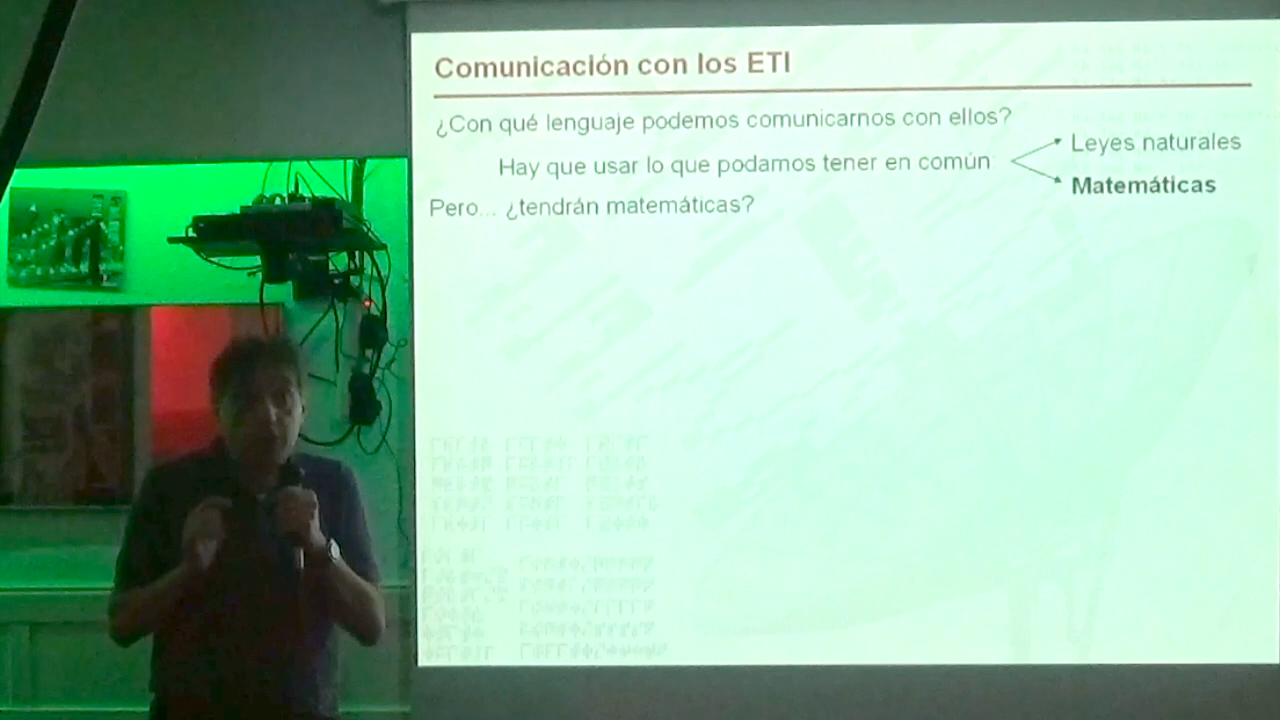 Comunicación con los ETI
¿Con qué lenguaje podemos comunicarnos con ellos?
Hay que usar lo que podamos tener en común
Leyes naturales
Matemáticas
Pero... ¿tendrán matemáticas?